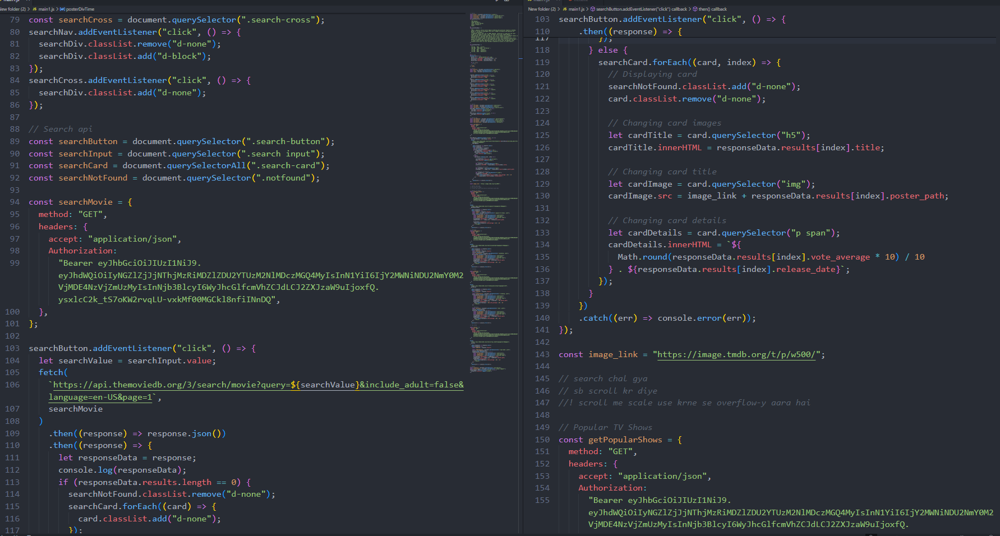 New folder (2) > JS main1.js > posterDivTime
79 const searchCross = document.querySelector(".search-cross");
80 searchNav.addEventListener("click", () => {
81 searchDiv.classList.remove("d-none");
82 searchDiv.classList.add("d-block");
83 });
84 searchCross.addEventListener("click", () => {
85 searchDiv.classList.add("d-none");
86 });
87
88 // Search api
89 const searchButton = document.querySelector(".search-button");
90 const searchInput = document.querySelector(".search input");
91 const searchCard = document.querySelectorAll(".search-card");
92 const searchNotFound = document.querySelector(".notfound");
93
94 const searchMovie = {
95 method: "GET",
96 headers: {
97 accept: "application/json",
98 Authorization:
99 "Bearer eyJhbGciOiJIUzI1NiJ9.
eyJhdWQiOiIyNGZlZjJjNThjMzRiMDZlZDU2YTUzM2NlMDczMGQ4MyIsInN1YiI6IjY2MWNiNDU2NmY0M2
VjMDE4NzVjZmUzMyIsInNjb3BlcyI6WyJhcGlfcmVhZCJdLCJ2ZXJzaW9uIjoxfQ.
ysxlcC2k_tS7oKW2rvqLU-vxkMf00MGCkl8nfiINnDQ",
100 },
101 };
102
103 searchButton.addEventListener("click", () => {
104 let searchValue = searchInput.value;
105 fetch(
106 `https://api.themoviedb.org/3/search/movie?query=${searchValue}&include_adult=false&
language=en-US&page=1`,
107 searchMovie
108 )
109 .then((response) => response.json())
110 .then((response) => {
111 let responseData = response;
112 console.log(responseData);
113 if (responseData.results.length == 0) {
114 searchNotFound.classList.remove("d-none");
115 searchCard.forEach((card) => {
116 card.classList.add("d-none");
117 });
New folder (2) > JS main1.js > searchButton.addEventListener("click") callback > then() callback
103 searchButton.addEventListener("click", () => {
110 .then((response) => {
117 });
118 } else {
119 searchCard.forEach((card, index) => {
120 // Displaying card
121 searchNotFound.classList.add("d-none");
122 card.classList.remove("d-none");
123
124 // Changing card images
125 let cardTitle = card.querySelector("h5");
126 cardTitle.innerHTML = responseData.results[index].title;
127
128 // Changing card title
129 let cardImage = card.querySelector("img");
130 cardImage.src = image_link + responseData.results[index].poster_path;
131
132 // Changing card details
133 let cardDetails = card.querySelector("p span");
134 cardDetails.innerHTML = `${
135 Math.round(responseData.results[index].vote_average * 10) / 10
136 } . ${responseData.results[index].release_date}`;
137 });
138 }
139 })
140 .catch((err) => console.error(err));
141 });
142
143 const image_link = "https://image.tmdb.org/t/p/w500/";
144
145 // search chal gya
146 // sb scroll kr diye
147 //! scroll me scale use krne se overflow-y aara hai
148
149 // Popular TV Shows
150 const getPopularShows = {
151 method: "GET",
152 headers: {
153 accept: "application/json",
154 Authorization:
155 "Bearer eyJhbGciOiJIUzI1NiJ9.
eyJhdWQiOiIyNGZlZjJjNThjMzRiMDZlZDU2YTUzM2NlMDczMGQ4MyIsInN1YiI6IjY2MWNiNDU2NmY0M2
VjMDE4NzVjZmUzMyIsInNjb3BlcyI6WyJhcGlfcmVhZCJdLCJ2ZXJzaW9uIjoxfQ.